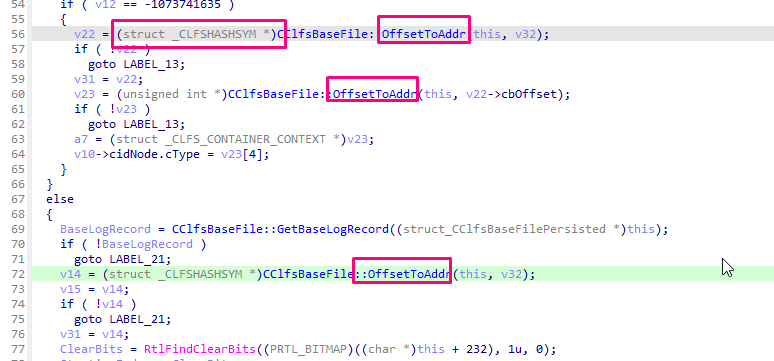 54 if ( v12 == -1073741635 )
55 {
56 v22 = (struct _CLFSHASHSYM *)CClfsBaseFile::OffsetToAddr(this, v32);
57 if ( !v22 )
58 goto LABEL_13;
59 v31 = v22;
60 v23 = (unsigned int *)CClfsBaseFile::OffsetToAddr(this, v22->cbOffset);
61 if ( !v23 )
62 goto LABEL_13;
63 a7 = (struct _CLFS_CONTAINER_CONTEXT *)v23;
64 v10->cidNode.cType = v23[4];
65 }
66 }
67 else
68 {
69 BaseLogRecord = CClfsBaseFile::GetBaseLogRecord((struct_CClfsBaseFilePersisted *)this);
70 if ( !BaseLogRecord )
71 goto LABEL_21;
72 v14 = (struct _CLFSHASHSYM *)CClfsBaseFile::OffsetToAddr(this, v32);
73 v15 = v14;
74 if ( !v14 )
75 goto LABEL_21;
76 v31 = v14;
77 ClearBits = RtlFindClearBits((PRTL_BITMAP)((char *)this + 232), 1u, 0);